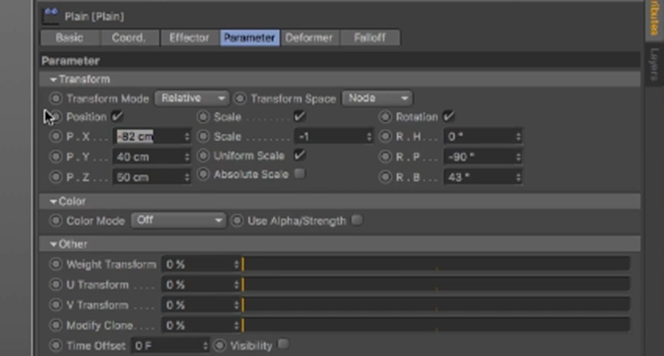 Plain [Plain]
Basic Coord. Effector Parameter Deformer Falloff
Parameter
Transform
Transform Mode Relative Transform Space Node
Position Scale ........ Rotation
P . X -82 cm Scale ........ -1 R . H . . 0 °
P . Y 40 cm Uniform Scale R . P . . -90 °
P . Z . . 50 cm Absolute Scale R . B . . . 43 °
Color
Color Mode Off Use Alpha/Strength
Other
Weight Transform 0 %
U Transform .... 0 %
V Transform .... 0 %
Modify Clone... 0 %
Time Offset 0 F Visibility
ributes
Layers